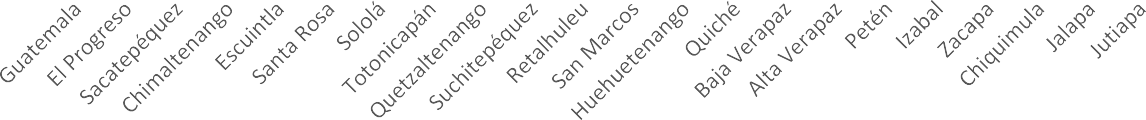 Guatemala
El Progreso
Sacatepéquez
Chimaltenango
Escuintla
Santa Rosa
Sololá
Totonicapán
Quetzaltenango
Suchitepéquez
Retalhuleu
San Marcos
Huehuetenango
Quiché
Baja Verapaz
Alta Verapaz
Petén
Izabal
Zacapa
Chiquimula
Jalapa
Jutiapa